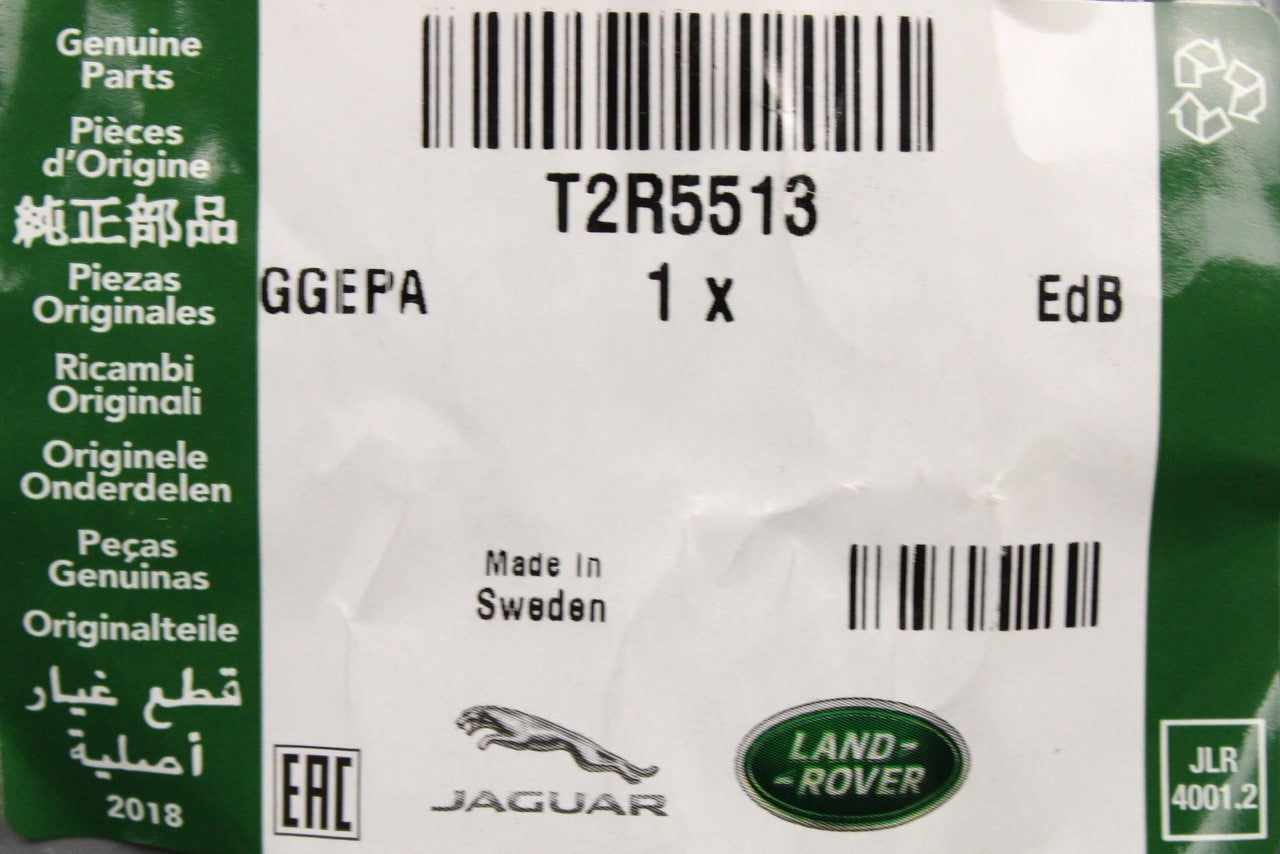 Genuine
Parts
Pièces
d'Origine
純正部品
Piezas
Originales
Ricambi
Originali
Originele
Onderdelen
Peças
Genuinas
Originalteile
قطع غيار
أصلية
2018
T2R5513
GGEPA 1 x EdB
Made In
Sweden
EAC
JAGUAR
LAND-
-ROVER
JLR
4001.2